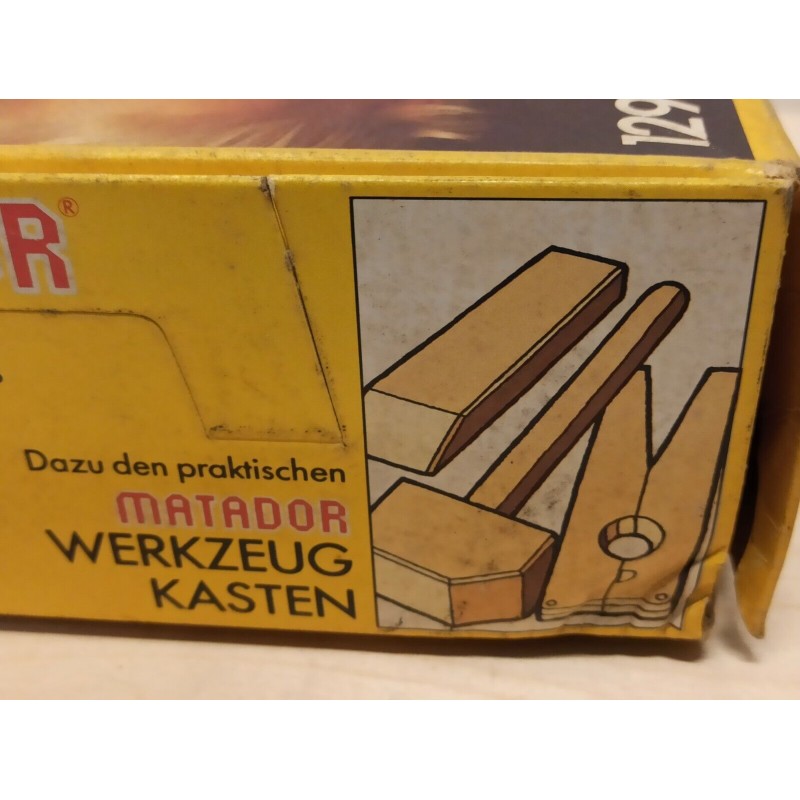 R®
Dazu den praktischen
MATADOR
WERKZEUG
KASTEN